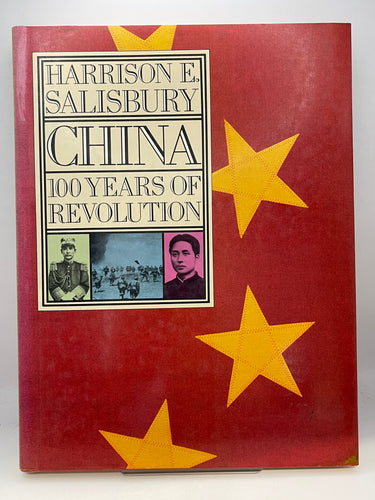 HARRISON E.
SALISBURY
CHINA
100 YEARS OF
REVOLUTION